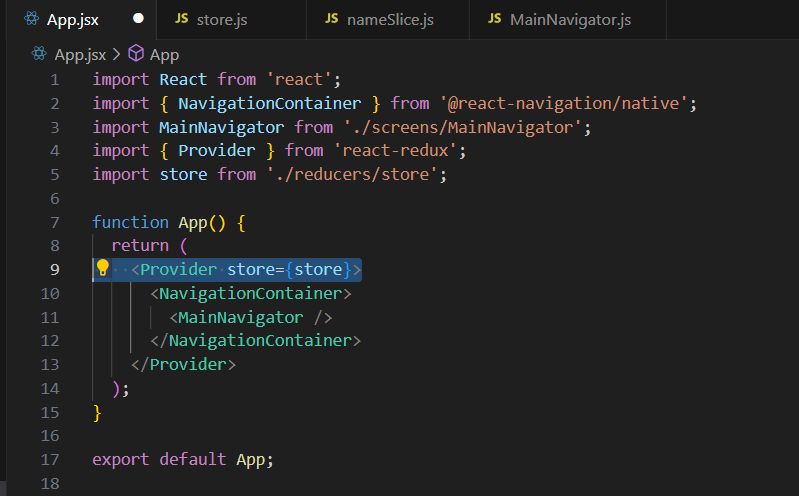 App.jsx
JS store.js
JS nameSlice.js
JS MainNavigator.js
App.jsx > App
1 import React from 'react';
2 import { NavigationContainer } from '@react-navigation/native';
3 import MainNavigator from './screens/MainNavigator';
4 import { Provider } from 'react-redux';
5 import store from './reducers/store';
6
7 function App() {
8   return (
9     <Provider store={store}>
10       <NavigationContainer>
11         <MainNavigator />
12       </NavigationContainer>
13     </Provider>
14   );
15 }
16
17 export default App;
18